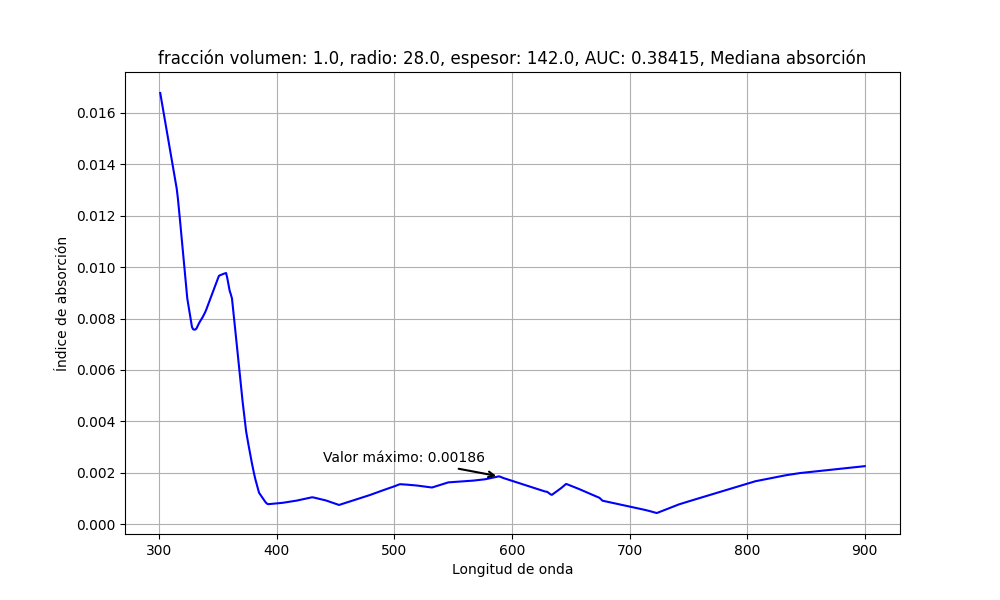 fracción volumen: 1.0, radio: 28.0, espesor: 142.0, AUC: 0.38415, Mediana absorción
0.016
0.014
0.012
0.010
0.008
0.006
0.004
0.002
0.000
Índice de absorción
Valor máximo: 0.00186
300 400 500 600 700 800 900
Longitud de onda